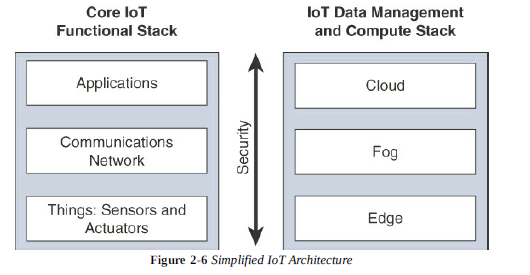 Core IoT
Functional Stack
Applications
Communications
Network
Things: Sensors and
Actuators
Security
IoT Data Management
and Compute Stack
Cloud
Fog
Edge
Figure 2-6 Simplified IoT Architecture